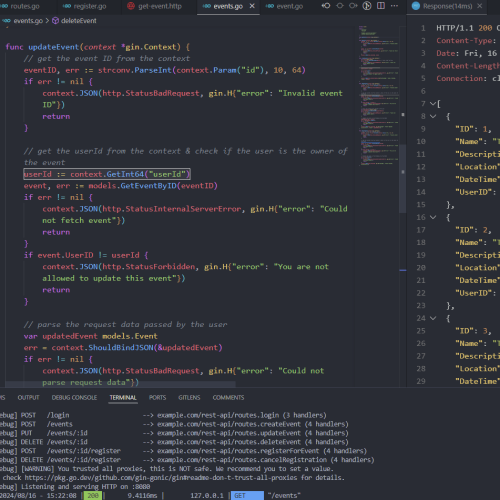 routes.go
register.go
get-event.http
events.go
event.go
Response(14ms)
events.go > deleteEvent
func updateEvent(context *gin.Context) {
// get the event ID from the context
eventID, err := strconv.ParseInt(context.Param("id"), 10, 64)
if err != nil {
context.JSON(http.StatusBadRequest, gin.H{"error": "Invalid event
ID"})
return
}
// get the userId from the context & check if the user is the owner of
the event
userId := context.GetInt64("userId")
event, err := models.GetEventByID(eventID)
if err != nil {
context.JSON(http.StatusInternalServerError, gin.H{"error": "Could
not fetch event"})
return
}
if event.UserID != userId {
context.JSON(http.StatusForbidden, gin.H{"error": "You are not
allowed to update this event"})
return
}
// parse the request data passed by the user
var updatedEvent models.Event
err = context.ShouldBindJSON(&updatedEvent)
if err != nil {
context.JSON(http.StatusBadRequest, gin.H{"error": "Could not
parse request data"})
1 HTTP/1.1 200 O
2 Content-Type:
3 Date: Fri, 16
4 Content-Length
5 Connection: cl
6
7 [
8 {
9 "ID": 1,
10 "Name": "T
11 "Descripti
12 "Location"
13 "DateTime"
14 "UserID":
15 },
16 {
17 "ID": 2,
18 "Name": "T
19 "Descripti
20 "Location"
21 "DateTime"
22 "UserID":
23 },
24 {
25 "ID": 3,
26 "Name": "T
27 "Descripti
28 "Location"
29 "DateTime"
MS OUTPUT DEBUG CONSOLE TERMINAL PORTS GITLENS COMMENTS
ebug] POST /login --> example.com/rest-api/routes.login (3 handlers)
ebug] POST /events --> example.com/rest-api/routes.createEvent (4 handlers)
ebug] PUT /events/:id --> example.com/rest-api/routes.updateEvent (4 handlers)
ebug] DELETE /events/:id --> example.com/rest-api/routes.deleteEvent (4 handlers)
ebug] POST /events/:id/register --> example.com/rest-api/routes.registerforEvent (4 handlers)
ebug] DELETE /events/:id/register --> example.com/rest-api/routes.cancelRegistration (4 handlers)
ebug] [WARNING] You trusted all proxies, this is NOT safe. We recommend you to set a value.
check https://pkg.go.dev/github.com/gin-gonic/gin#readme-don-t-trust-all-proxies for details.
ebug] Listening and serving HTTP on :8080
2024/08/16 - 15:22:08 | 200 | 9.4116ms | 127.0.0.1 | GET "/events"